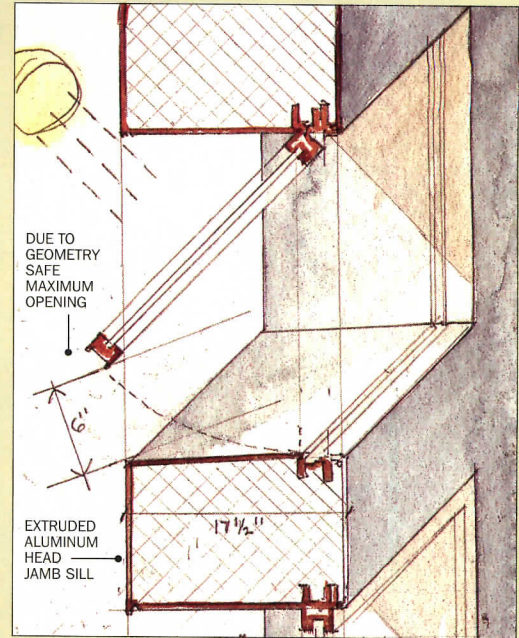 DUE TO
GEOMETRY
SAFE
MAXIMUM
OPENING
6"
17 1/2"
EXTRUDED
ALUMINUM
HEAD
JAMB SILL